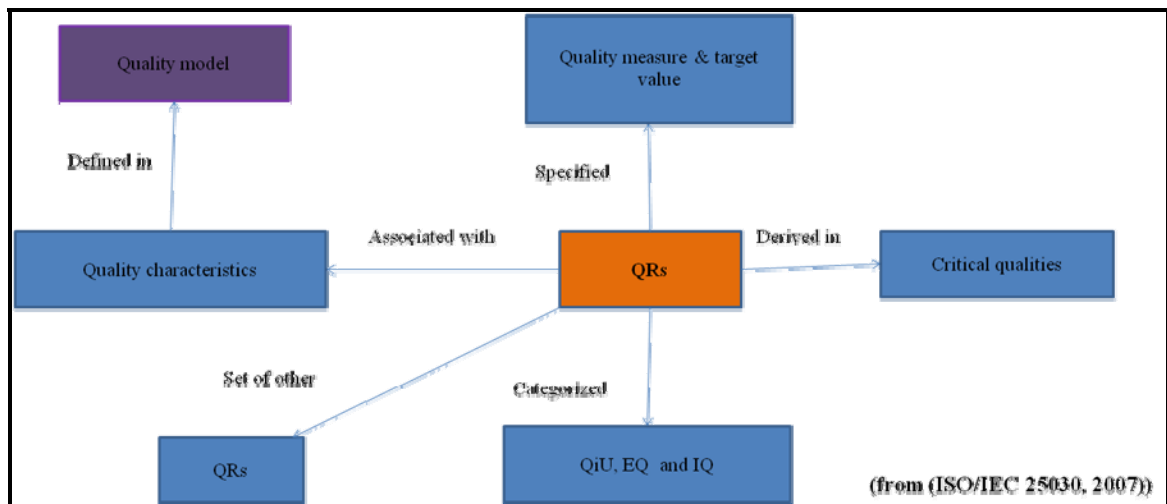 Quality model
Quality measure & target
value
Defined in
Specified
Associated with
Derived in
Quality characteristics
QRs
Critical qualities
Set of other
Categorized
QRs
QiU, EQ and IQ
(from (ISO/IEC 25030, 2007))